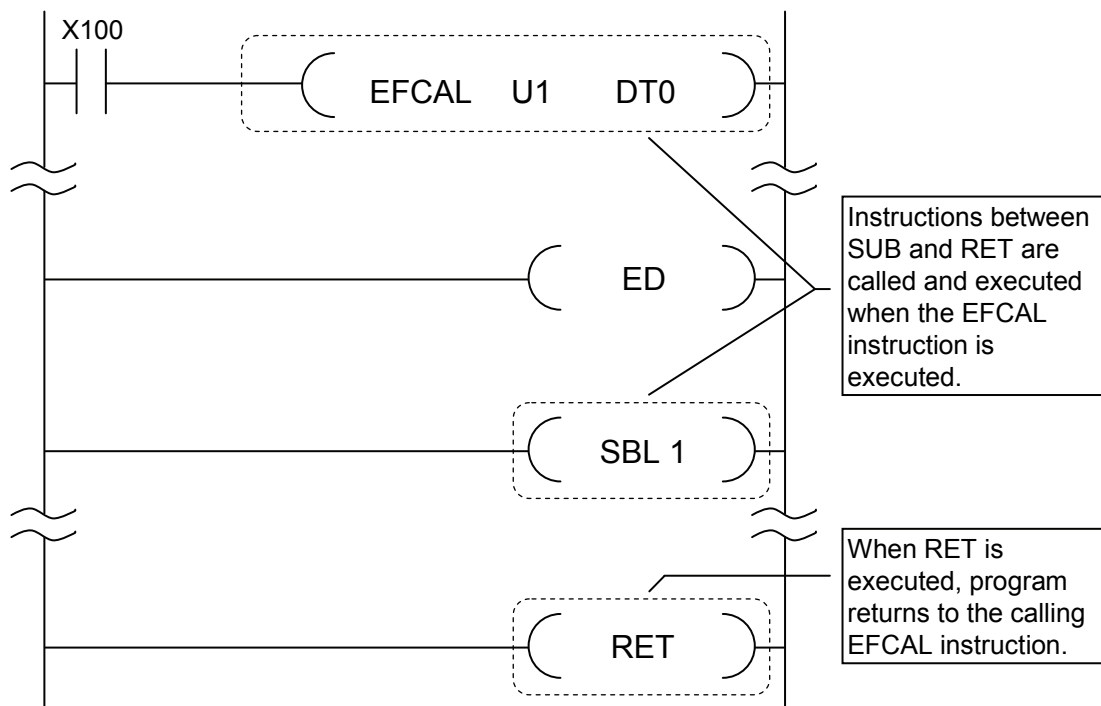 X100
EFCAL U1 DT0
Instructions between
SUB and RET are
called and executed
when the EFCAL
instruction is
executed.
ED
SBL 1
When RET is
executed, program
returns to the calling
EFCAL instruction.
RET